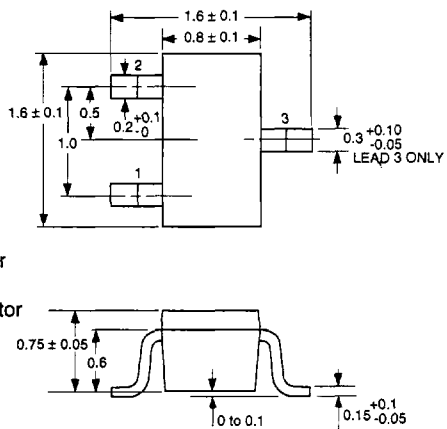 1.6 ± 0.1
0.8 ± 0.1
2
1.6 ± 0.1
0.5
0.2 +0.1 -0
1.0
3
0.3 +0.10 -0.05
LEAD 3 ONLY
1
r
tor
0.75 ± 0.05
0.6
0 to 0.1
0.15 +0.1 -0.05